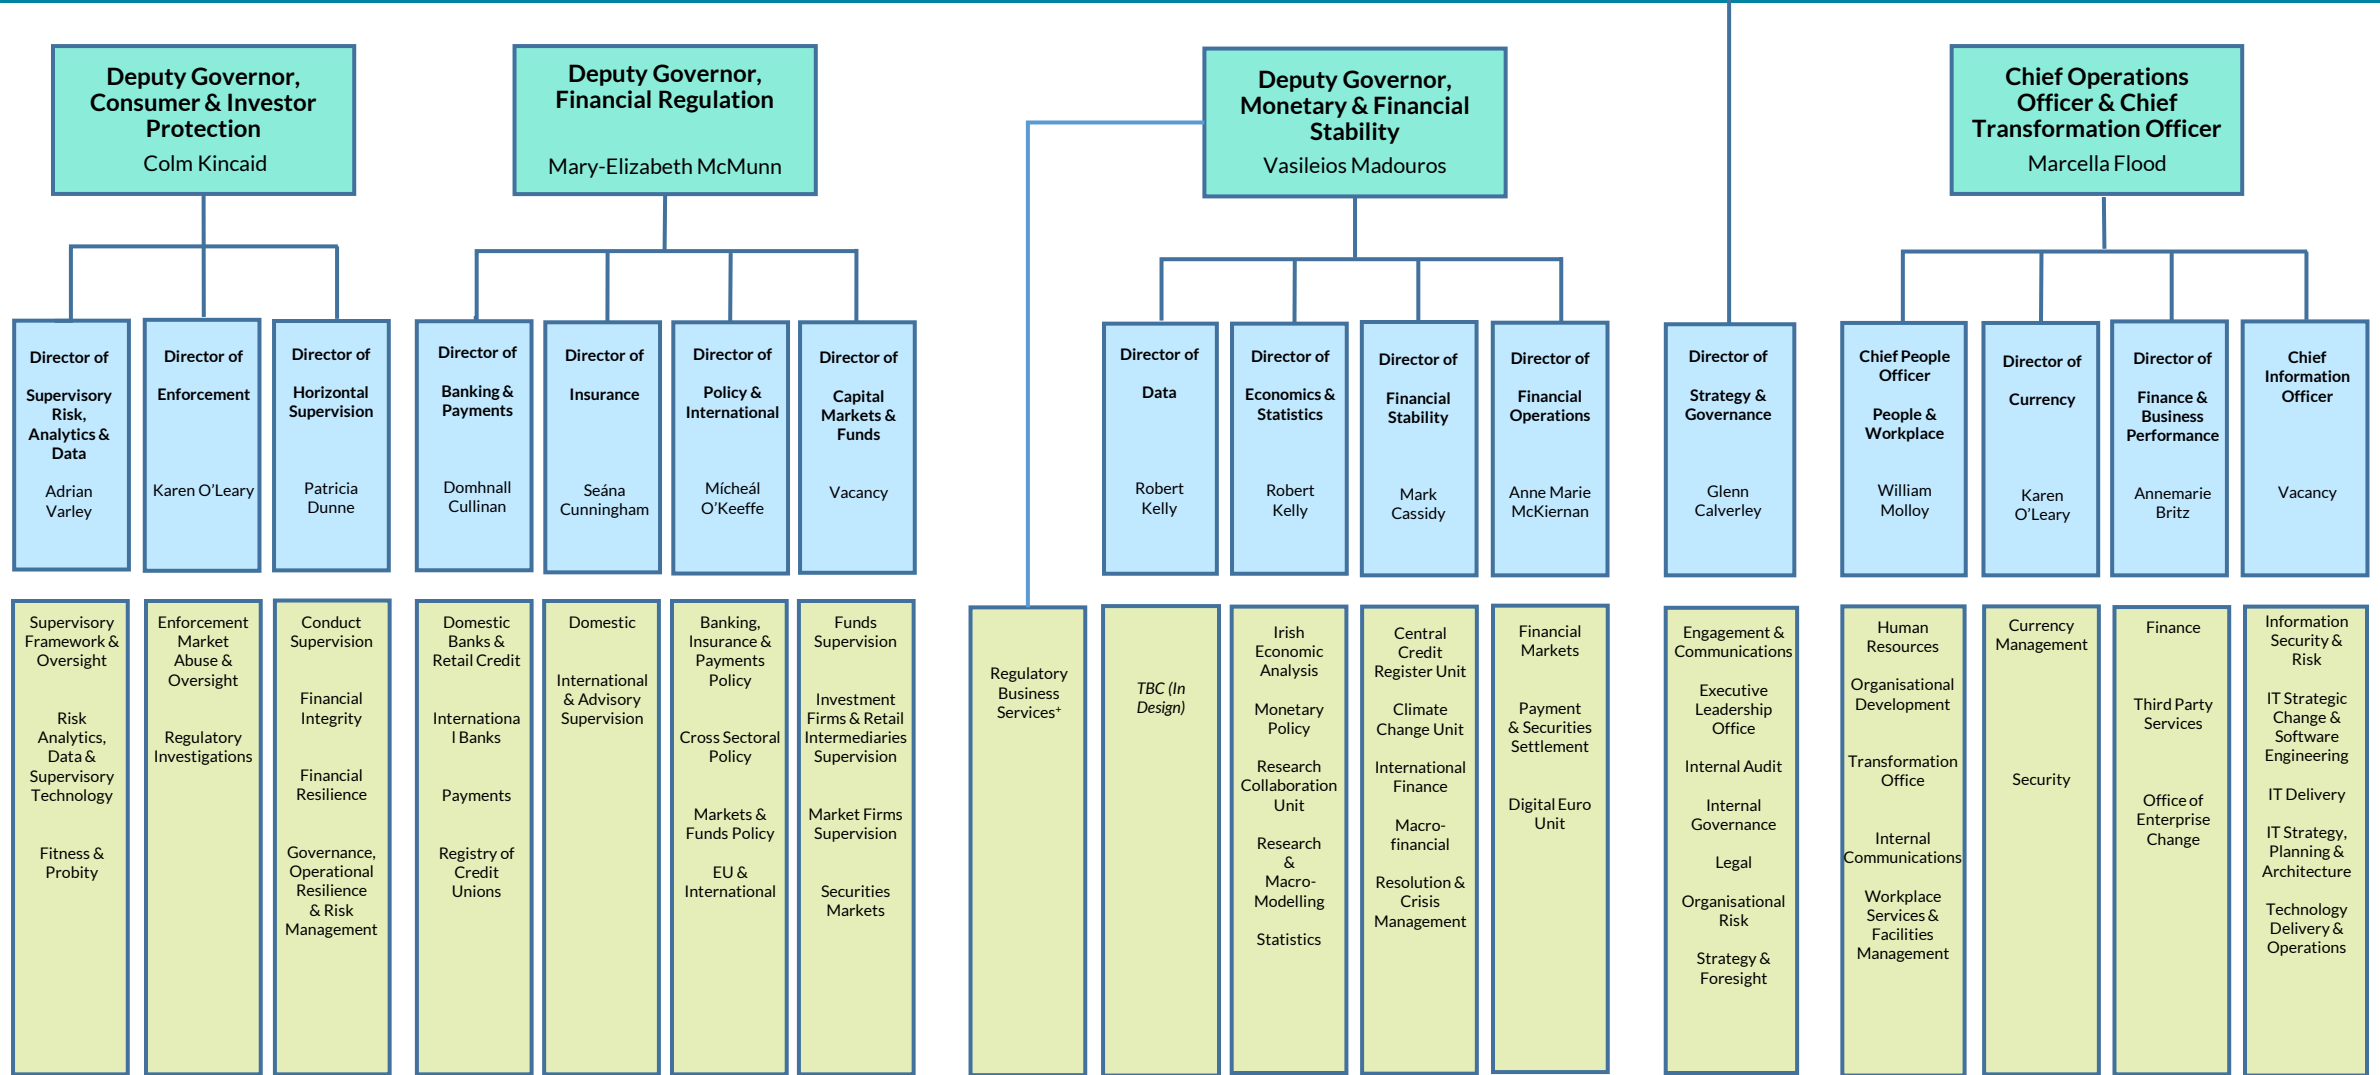 Deputy Governor,
Consumer & Investor
Protection
Colm Kincaid
Deputy Governor,
Financial Regulation
Mary-Elizabeth McMunn
Deputy Governor,
Monetary & Financial
Stability
Vasileios Madouros
Chief Operations
Officer & Chief
Transformation Officer
Marcella Flood
Director of
Supervisory
Risk,
Analytics &
Data
Adrian
Varley
Director of
Enforcement
Karen O'Leary
Director of
Horizontal
Supervision
Patricia
Dunne
Director of
Banking &
Payments
Domhnall
Cullinan
Director of
Insurance
Seána
Cunningham
Director of
Policy &
International
Mícheál
O'Keeffe
Director of
Capital
Markets &
Funds
Vacancy
Director of
Data
Robert
Kelly
Director of
Economics &
Statistics
Robert
Kelly
Director of
Financial
Stability
Mark
Cassidy
Director of
Financial
Operations
Anne Marie
McKiernan
Director of
Strategy &
Governance
Glenn
Calverley
Chief People
Officer
People &
Workplace
William
Molloy
Director of
Currency
Karen
O'Leary
Director of
Finance &
Business
Performance
Annemarie
Britz
Chief
Information
Officer
Vacancy
Supervisory
Framework &
Oversight
Risk
Analytics,
Data &
Supervisory
Technology
Fitness &
Probity
Enforcement
Market
Abuse &
Oversight
Regulatory
Investigations
Conduct
Supervision
Financial
Integrity
Financial
Resilience
Governance,
Operational
Resilience
& Risk
Management
Domestic
Banks &
Retail Credit
Internationa
l Banks
Payments
Registry of
Credit
Unions
Domestic
International
& Advisory
Supervision
Banking,
Insurance &
Payments
Policy
Cross Sectoral
Policy
Markets &
Funds Policy
EU &
International
Funds
Supervision
Investment
Firms & Retail
Intermediaries
Supervision
Market Firms
Supervision
Securities
Markets
Regulatory
Business
Services+
TBC (In
Design)
Irish
Economic
Analysis
Monetary
Policy
Research
Collaboration
Unit
Research
&
Macro-
Modelling
Statistics
Central
Credit
Register Unit
Climate
Change Unit
International
Finance
Macro-
financial
Resolution &
Crisis
Management
Financial
Markets
Payment
& Securities
Settlement
Digital Euro
Unit
Engagement &
Communications
Executive
Leadership
Office
Internal Audit
Internal
Governance
Legal
Organisational
Risk
Strategy &
Foresight
Human
Resources
Organisational
Development
Transformation
Office
Internal
Communications
Workplace
Services &
Facilities
Management
Currency
Management
Security
Finance
Third Party
Services
Office of
Enterprise
Change
Information
Security &
Risk
IT Strategic
Change &
Software
Engineering
IT Delivery
IT Strategy,
Planning &
Architecture
Technology
Delivery &
Operations